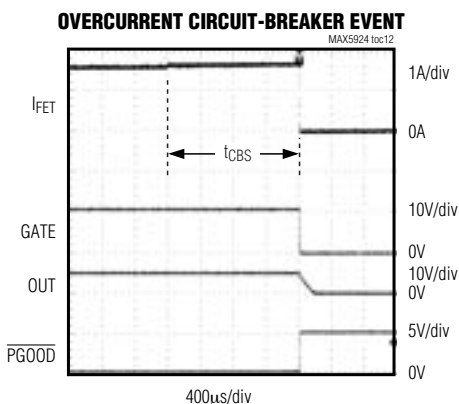 OVERCURRENT CIRCUIT-BREAKER EVENT
MAX5924 toc12
IFET
1A/div
0A
tCBS
10V/div
GATE
0V
10V/div
OUT
0V
5V/div
PGOOD
0V
400μs/div